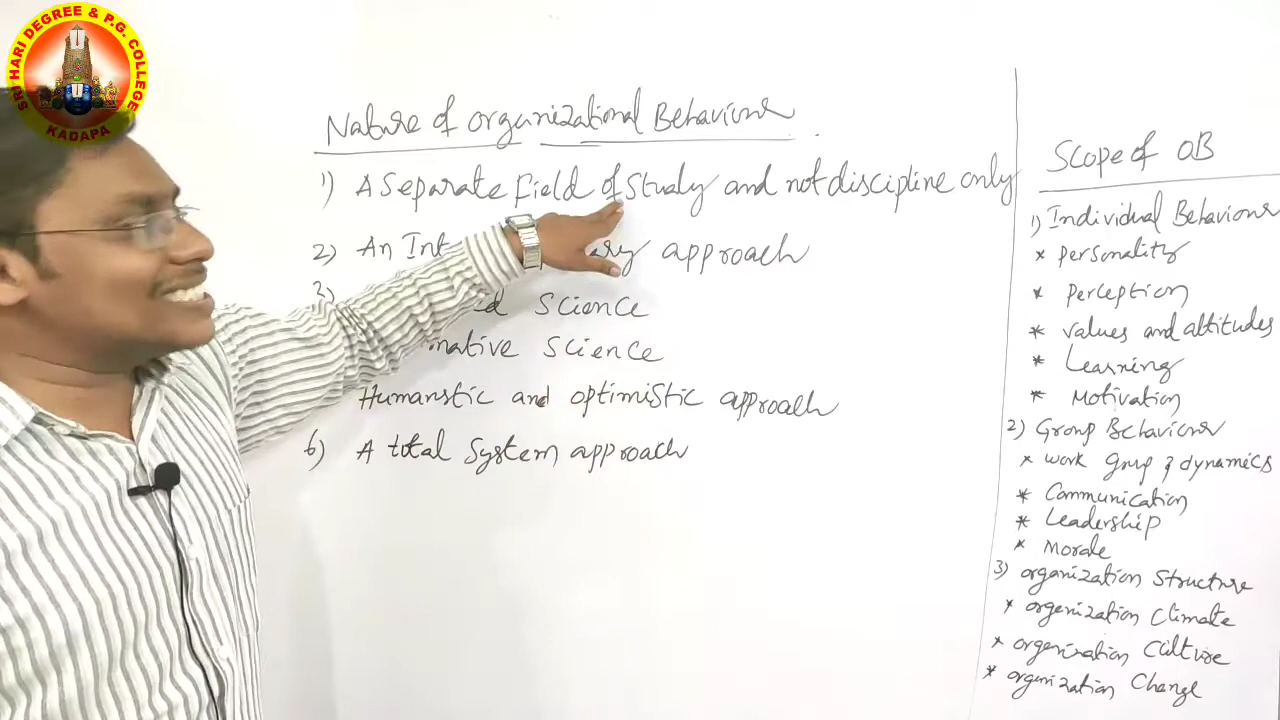 SRI HARI DEGREE & P.G. COLLEGE
KADAPA
Nature of organizational Behaviour
1) A Separate Field of Study and not discipline only
2) An approach
3) Science
Science
Humanstic and optimistic approach
6) A total System approach
Scope of OB
1) Individual Behaviour
* personality
* perception
* values and attitudes
* Learning
* Motivation
2) Group Behaviour
* work Group & dynamics
* Communication
* Leadership
* Morale
3) organization Structure
* organization Climate
* organization Culture
* organization Change